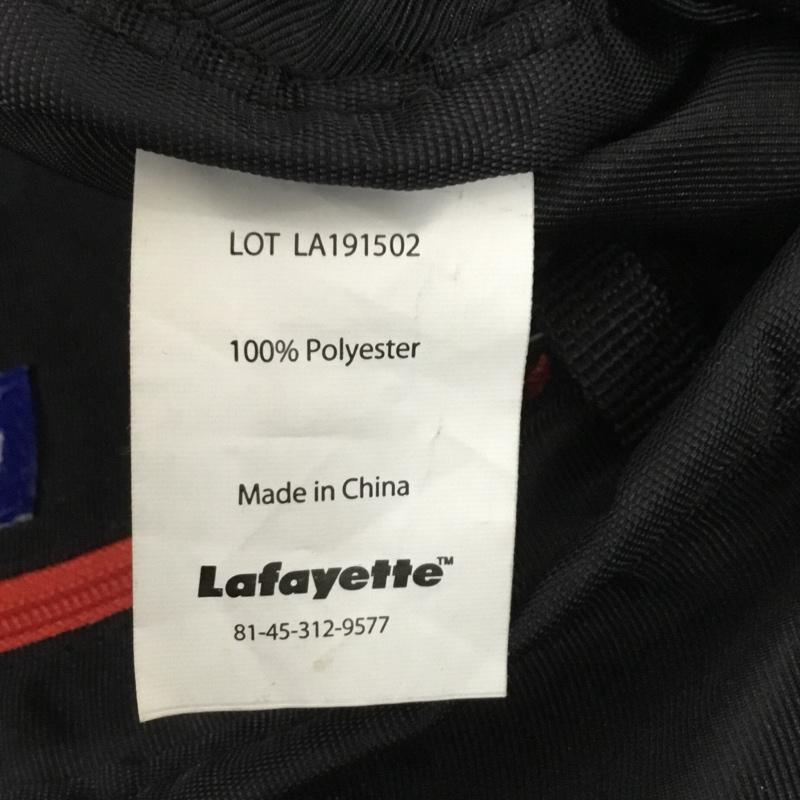 LOT LA191502
100% Polyester
Made in China
Lafayette™
81-45-312-9577